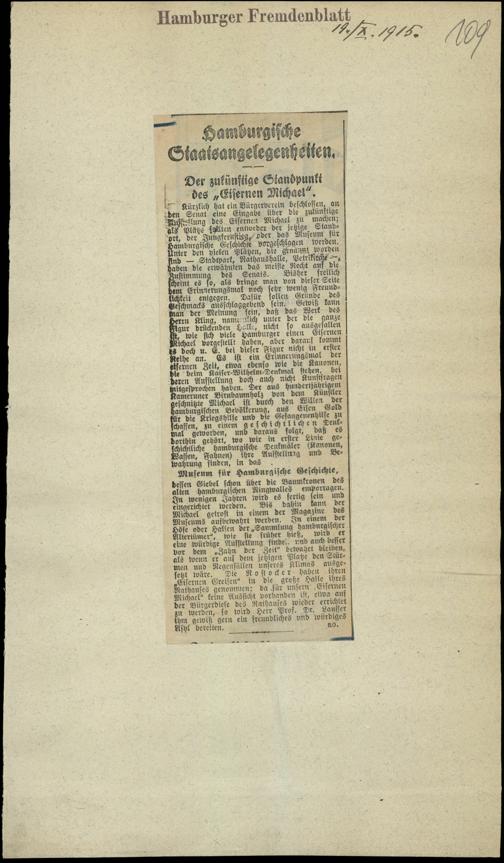 Hamburger Fremdenblatt
19./X. 1915.
109
Hamburgische
Staatsangelegenheiten.
Der zukünftige Standpunkt
des „Eisernen Michael“.
Kürzlich hat ein Bürgerverein beschlossen, an
den Senat eine Eingabe über die zukünftige
Aufstellung des Eisernen Michael zu machen;
als Plätze sollten entweder der jetzige Stand-
ort, der Jungfernstieg, oder das Museum für
Hamburgische Geschichte vorgeschlagen werden.
Unter den vielen Plätzen, die genannt worden
sind — Stadtpark, Rathaushalle, Petrikirche —,
haben die erwähnten das meiste Recht auf die
Zustimmung des Senats. Bisher freilich
scheint es so, als bringe man von dieser Seite
dem Erinnerungsmal noch sehr wenig Freund-
lichkeit entgegen. Dafür sollen Gründe des
Geschmacks ausschlaggebend sein. Gewiß kann
man der Meinung sein, daß das Werk des
Herrn Kling, namentlich unter der die ganze
Figur drückenden Halle, nicht so ausgefallen
ist, wie sich viele Hamburger einen Eisernen
Michael vorgestellt haben, aber darauf kommt
es doch u. E. bei dieser Figur nicht in erster
Reihe an. Es ist ein Erinnerungsmal der
eisernen Zeit, etwa ebenso wie die Kanonen,
die beim Kaiser-Wilhelm-Denkmal stehen, bei
deren Aufstellung doch auch nicht Kunstfragen
mitgesprochen haben. Der aus hundertjährigem
Kameruner Birnbaumholz von dem Künstler
geschnitzte Michael ist durch den Willen der
hamburgischen Bevölkerung, aus Eisen Gold
für die Kriegshilfe und die Gefangenenhilfe zu
schaffen, zu einem geschichtlichen Denk-
mal geworden, und daraus folgt, daß es
dorthin gehört, wo wir in erster Linie ge-
schichtliche hamburgische Denkmäler (Kanonen,
Waffen, Fahnen) ihre Aufstellung und Be-
wahrung finden, in das
Museum für Hamburgische Geschichte,
dessen Giebel schon über die Baumkronen des
alten hamburgischen Ringwalles emporragen.
In wenigen Jahren wird es fertig sein und
eingerichtet werden. Bis dahin kann der
Michael getrost in einem der Magazine des
Museums aufbewahrt werden. In einem der
Höfe oder Hallen der „Sammlung hamburgischer
Altertümer“, wie sie früher hieß, wird er
eine würdige Aufstellung finden und auch besser
vor dem „Zahn der Zeit“ bewahrt bleiben,
als wenn er auf dem jetzigen Platze den Stür-
men und Regenfällen unseres Klimas ausge-
setzt wäre. Die Rostocker haben ihren
„Eisernen Greifen“ in die große Halle ihres
Rathauses genommen; da für unsern „Eisernen
Michael“ keine Aussicht vorhanden ist, etwa auf
der Bürgerdiele des Rathauses wieder errichtet
zu werden, so wird Herr Prof. Dr. Lauffer
ihm gewiß gern ein freundliches und würdiges
Asyl bereiten. no.